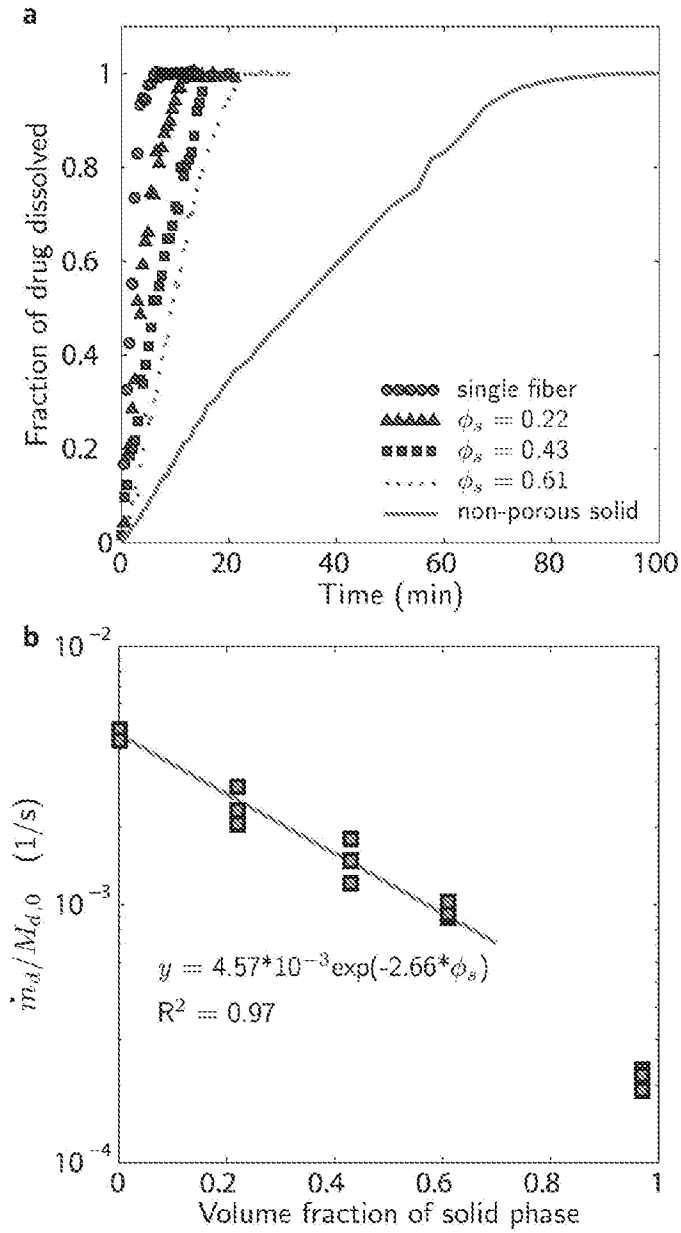 a
Fraction of drug dissolved
1
0.8
0.6
0.4
0.2
0
single fiber
ϕs = 0.22
ϕs = 0.43
ϕs = 0.61
non-porous solid
0 20 40 60 80 100
Time (min)
b
ṁd/Md,0 (1/s)
10-2
10-3
10-4
y = 4.57*10-3exp(-2.66*ϕs)
R2 = 0.97
0 0.2 0.4 0.6 0.8 1
Volume fraction of solid phase